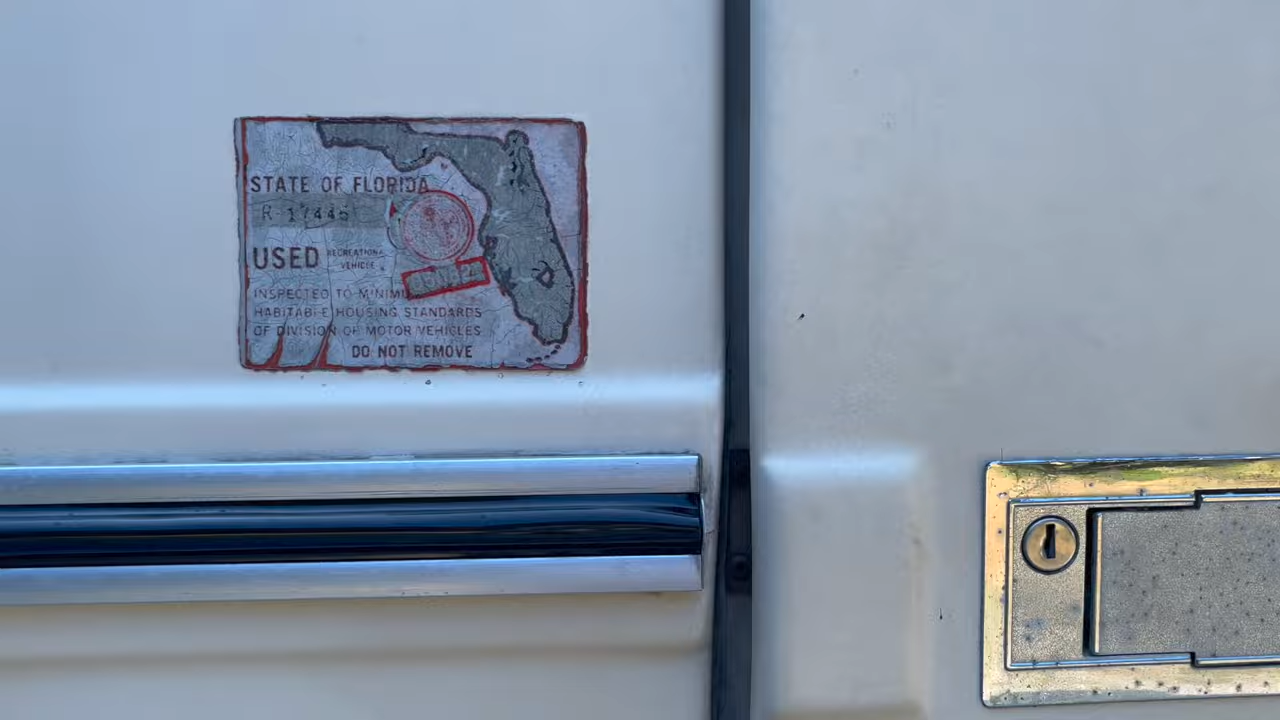 STATE OF FLORIDA
R-17445
USED RECREATIONAL
VEHICLE
INSPECTED TO MINIMUM
HABITABLE HOUSING STANDARDS
OF DIVISION OF MOTOR VEHICLES
DO NOT REMOVE